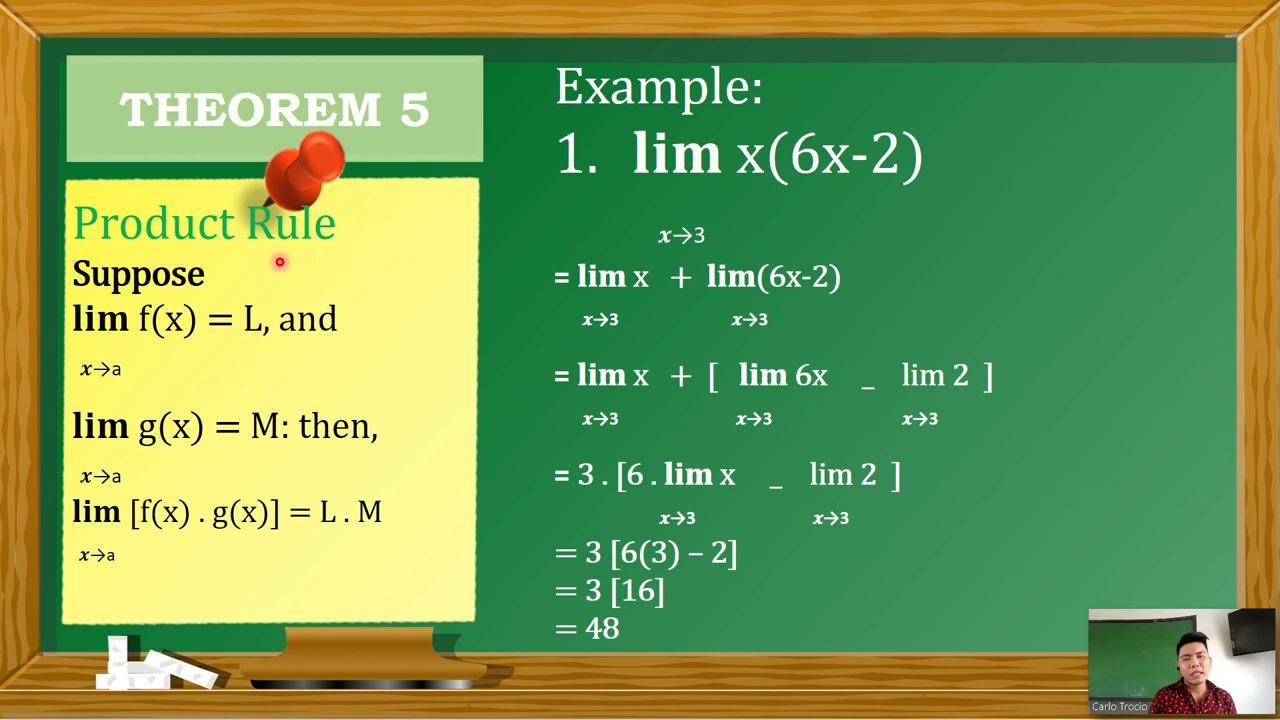 THEOREM 5
Product Rule
Suppose
lim f(x) = L, and
x→a
lim g(x) = M: then,
x→a
lim [f(x) . g(x)] = L . M
x→a
Example:
1. lim x(6x-2)
x→3
= lim x + lim(6x-2)
x→3 x→3
= lim x + [ lim 6x _ lim 2 ]
x→3 x→3 x→3
= 3 . [6 . lim x _ lim 2 ]
x→3 x→3
= 3 [6(3) – 2]
= 3 [16]
= 48
Carlo Trocio